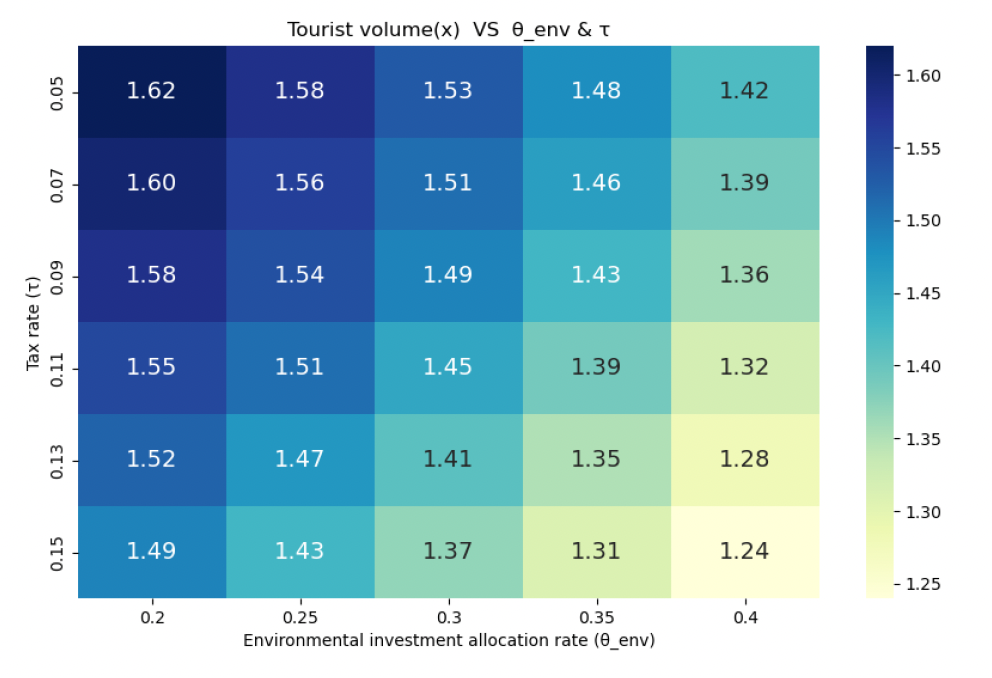 Tourist volume(x)  VS  θ_env & τ
0.05 1.62 1.58 1.53 1.48 1.42
0.07 1.60 1.56 1.51 1.46 1.39
0.09 1.58 1.54 1.49 1.43 1.36
0.11 1.55 1.51 1.45 1.39 1.32
0.13 1.52 1.47 1.41 1.35 1.28
0.15 1.49 1.43 1.37 1.31 1.24
Tax rate (τ)
0.2 0.25 0.3 0.35 0.4
Environmental investment allocation rate (θ_env)
1.60
1.55
1.50
1.45
1.40
1.35
1.30
1.25